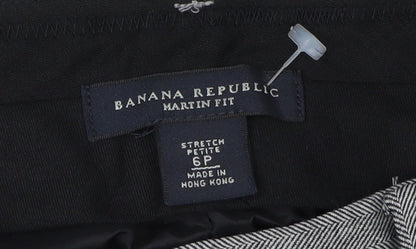 BANANA REPUBLIC
MARTIN FIT
STRETCH
PETITE
6P
MADE IN
HONG KONG